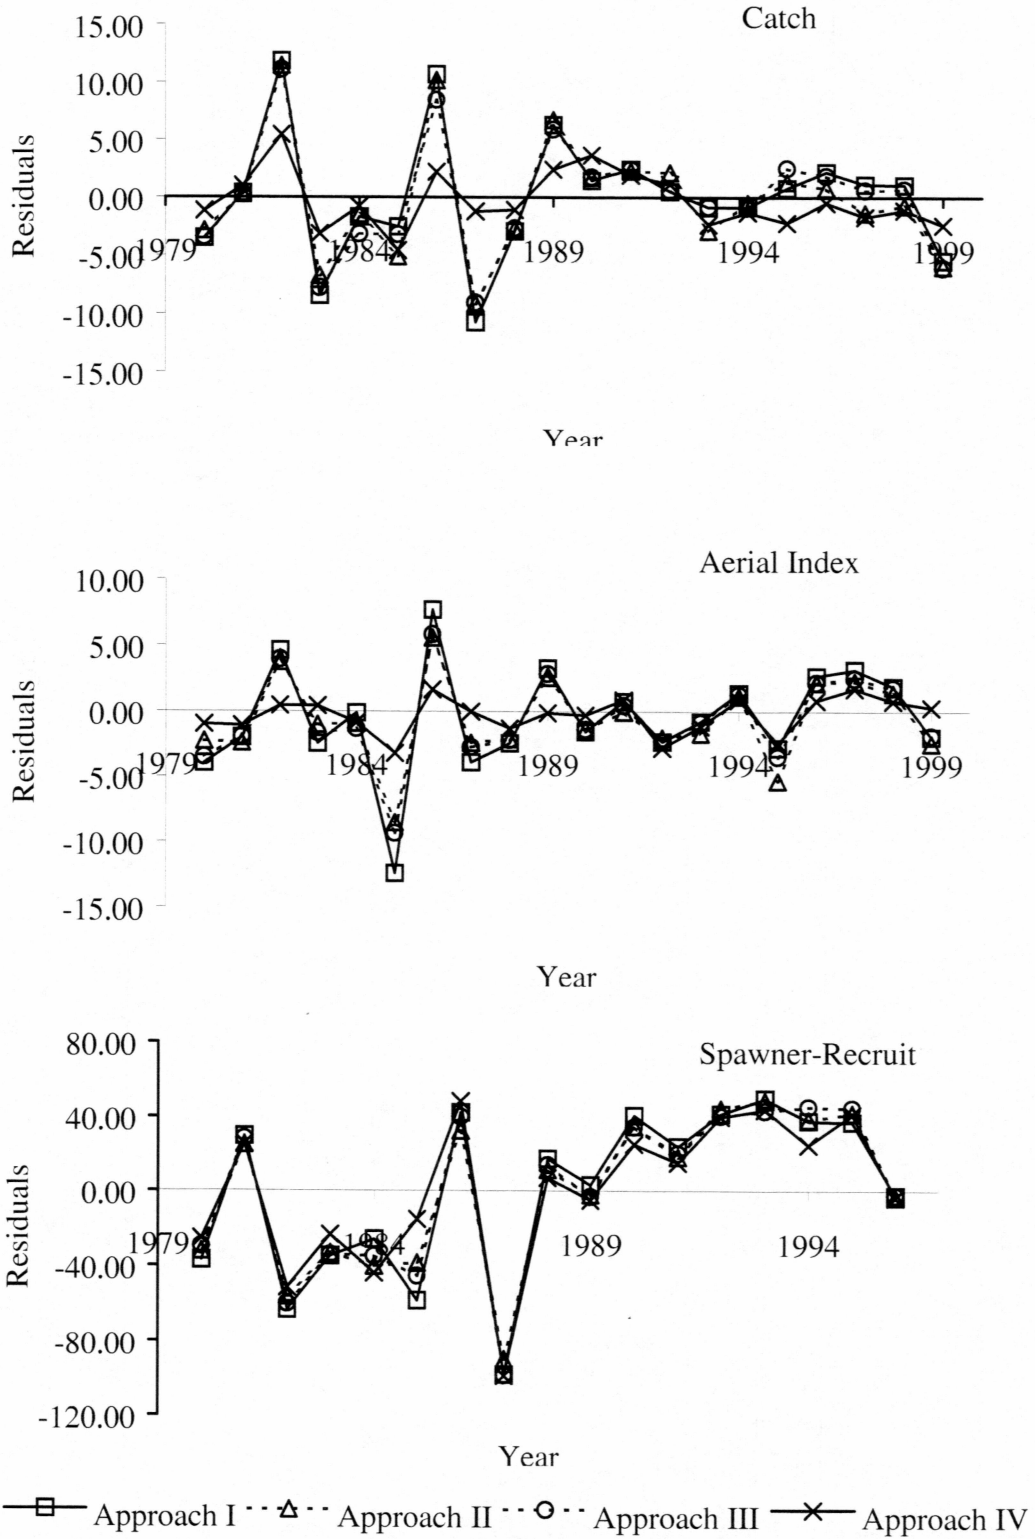 Catch
15.00
10.00
5.00
0.00
-5.00
-10.00
-15.00
Residuals
1979 1984 1989 1994 1999
Year
Aerial Index
10.00
5.00
0.00
-5.00
-10.00
-15.00
Residuals
1979 1984 1989 1994 1999
Year
Spawner-Recruit
80.00
40.00
0.00
-40.00
-80.00
-120.00
Residuals
1979 1984 1989 1994
Year
Approach I Approach II Approach III Approach IV